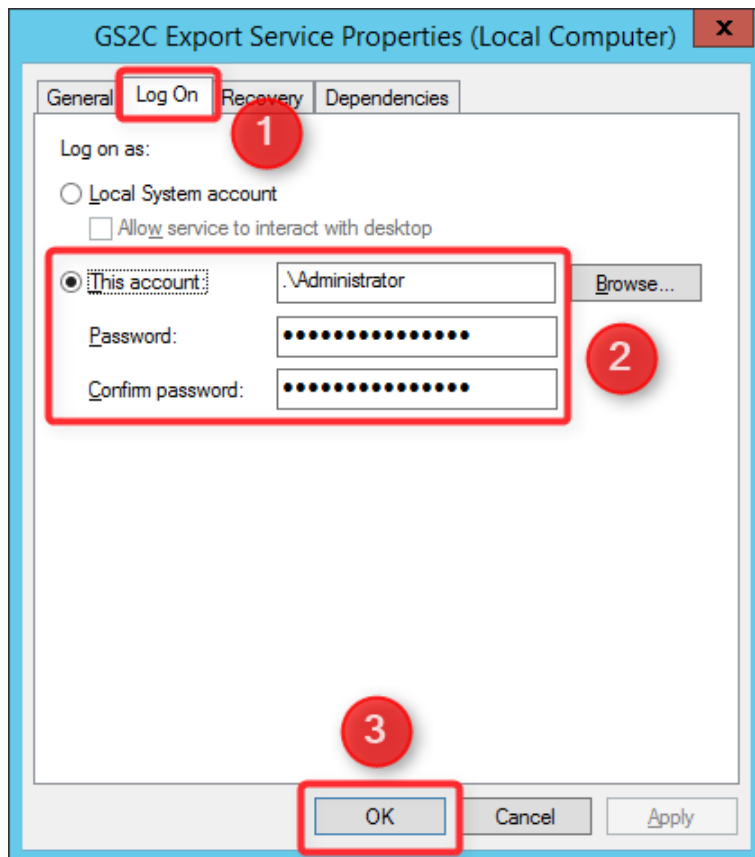 GS2C Export Service Properties (Local Computer) x
General Log On Recovery Dependencies
1
Log on as:
Local System account
Allow service to interact with desktop
This account: .\Administrator Browse...
Password: •••••••••••••••
2
Confirm password: •••••••••••••••
3
OK Cancel Apply